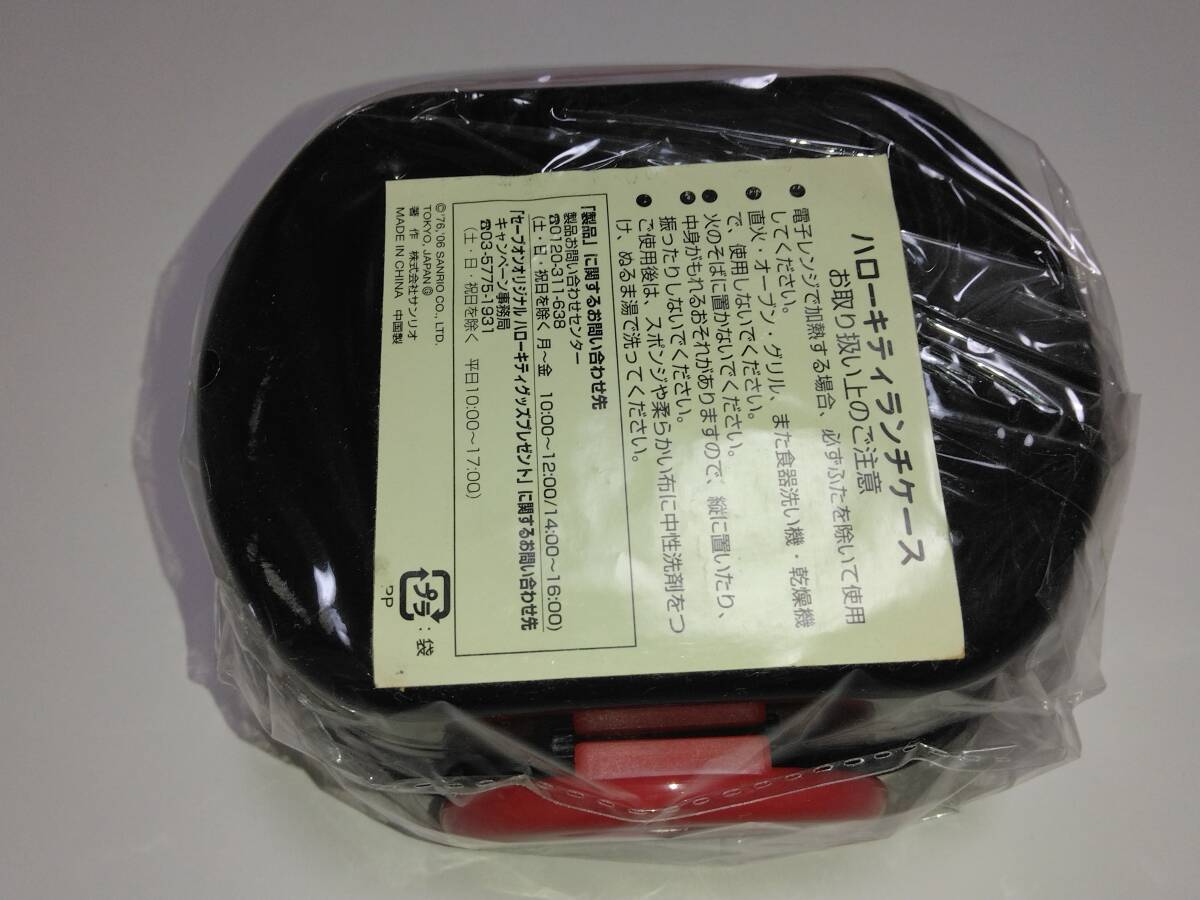 ハローキティランチケース
お取り扱い上のご注意
● 電子レンジで加熱する場合、必ずふたを除いて使用
してください。
● 直火・オーブン・グリル、また食器洗い機・乾燥機
で、使用しないでください。
● 火のそばに置かないでください。
● 中身がもれるおそれがありますので、縦に置いたり、
振ったりしないでください。
● ご使用後は、スポンジや柔らかい布に中性洗剤をつ
け、ぬるま湯で洗ってください。
「製品」に関するお問い合わせ先
製品お問い合わせセンター
☎0120-311-638
(土・日・祝日を除く 月～金 10:00～12:00/14:00～16:00)
「セーブオンオリジナル ハローキティグッズプレゼント」に関するお問い合わせ先
キャンペーン事務局
☎03-5775-1931
(土・日・祝日を除く 平日10:00～17:00)
©'76,'06 SANRIO CO., LTD.
TOKYO, JAPAN Ⓖ
著作 株式会社サンリオ
MADE IN CHINA 中国製
プラ :袋
PP